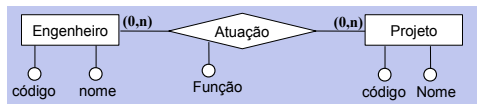 (0,n) (0,n)
Engenheiro Atuação Projeto
código nome Função código Nome